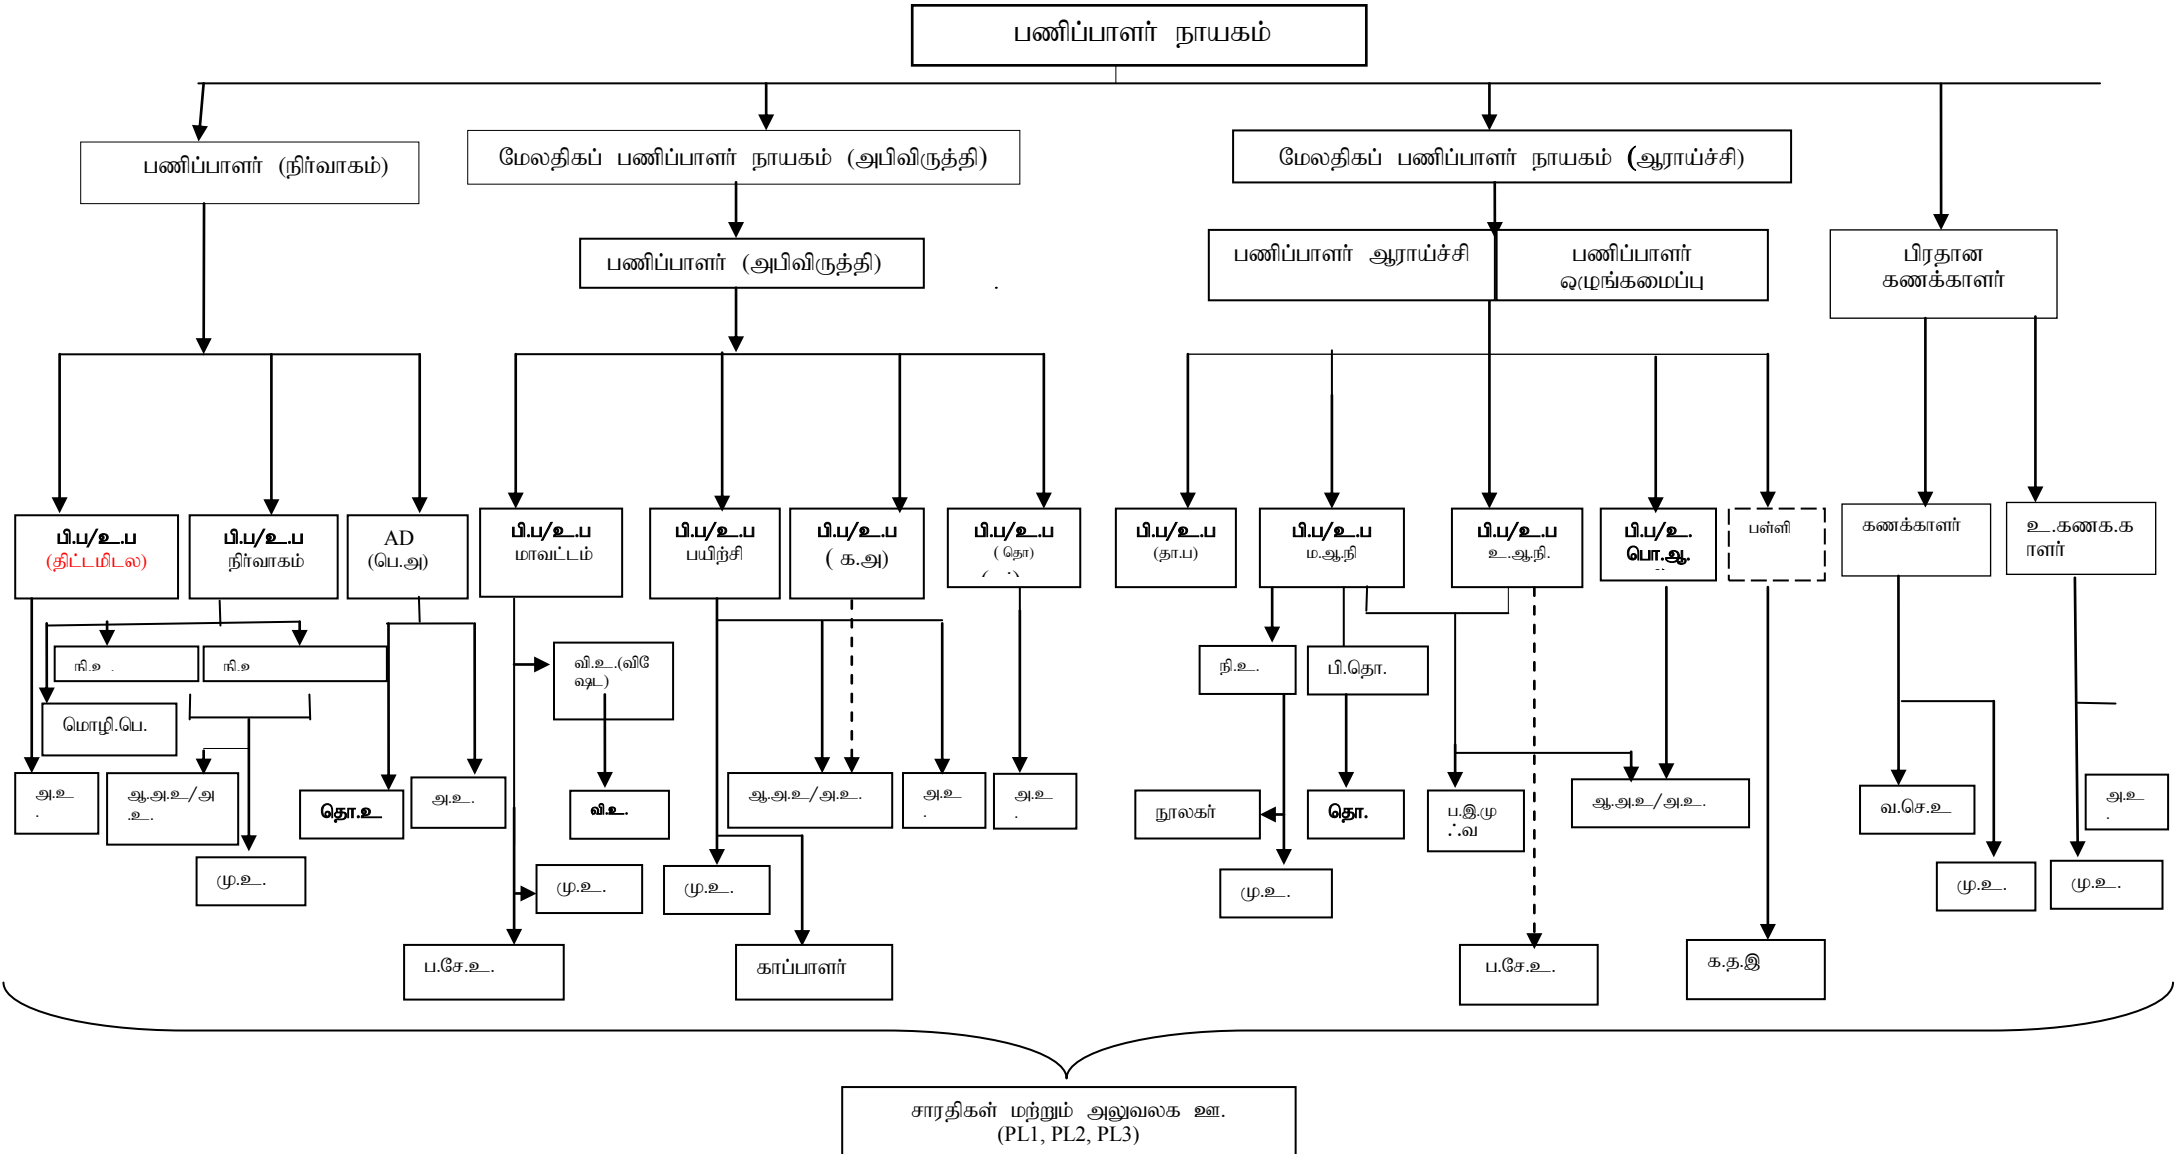 பணிப்பாளர் நாயகம்
பணிப்பாளர் (நிர்வாகம்)
மேலதிகப் பணிப்பாளர் நாயகம் (அபிவிருத்தி)
மேலதிகப் பணிப்பாளர் நாயகம் (ஆராய்ச்சி)
பணிப்பாளர் (அபிவிருத்தி)
பணிப்பாளர் ஆராய்ச்சி
பணிப்பாளர்
ஒழுங்கமைப்பு
பிரதான
கணக்காளர்
பி.ப/உ.ப
(திட்டமிடல)
பி.ப/உ.ப
நிர்வாகம்
AD
(பெ.அ)
பி.ப/உ.ப
மாவட்டம்
பி.ப/உ.ப
பயிற்சி
பி.ப/உ.ப
( க.அ)
பி.ப/உ.ப
( தொ)
பி.ப/உ.ப
(தா.ப)
பி.ப/உ.ப
ம.ஆ.நி
பி.ப/உ.ப
உ.ஆ.நி.
பி.ப/உ.
பொ.ஆ.
பள்ளி
கணக்காளர்
உ.கணக.க
ாளர்
நி.உ .
நி.உ
மொழி.பெ.
வி.உ.(விே
ஷட)
நி.உ.
பி.தொ.
அ.உ
.
ஆ.அ.உ/அ
.உ.
தொ.உ
அ.உ.
வி.உ.
ஆ.அ.உ/அ.உ.
அ.உ
.
அ.உ
.
நூலகர்
தொ.
ப.இ.மு
ஃவ
ஆ.அ.உ/அ.உ.
வ.செ.உ
அ.உ
.
மு.உ.
மு.உ.
மு.உ.
மு.உ.
மு.உ.
மு.உ.
ப.சே.உ.
காப்பாளர்
ப.சே.உ.
க.த.இ
சாரதிகள் மற்றும் அலுவலக ஊ.
(PL1, PL2, PL3)